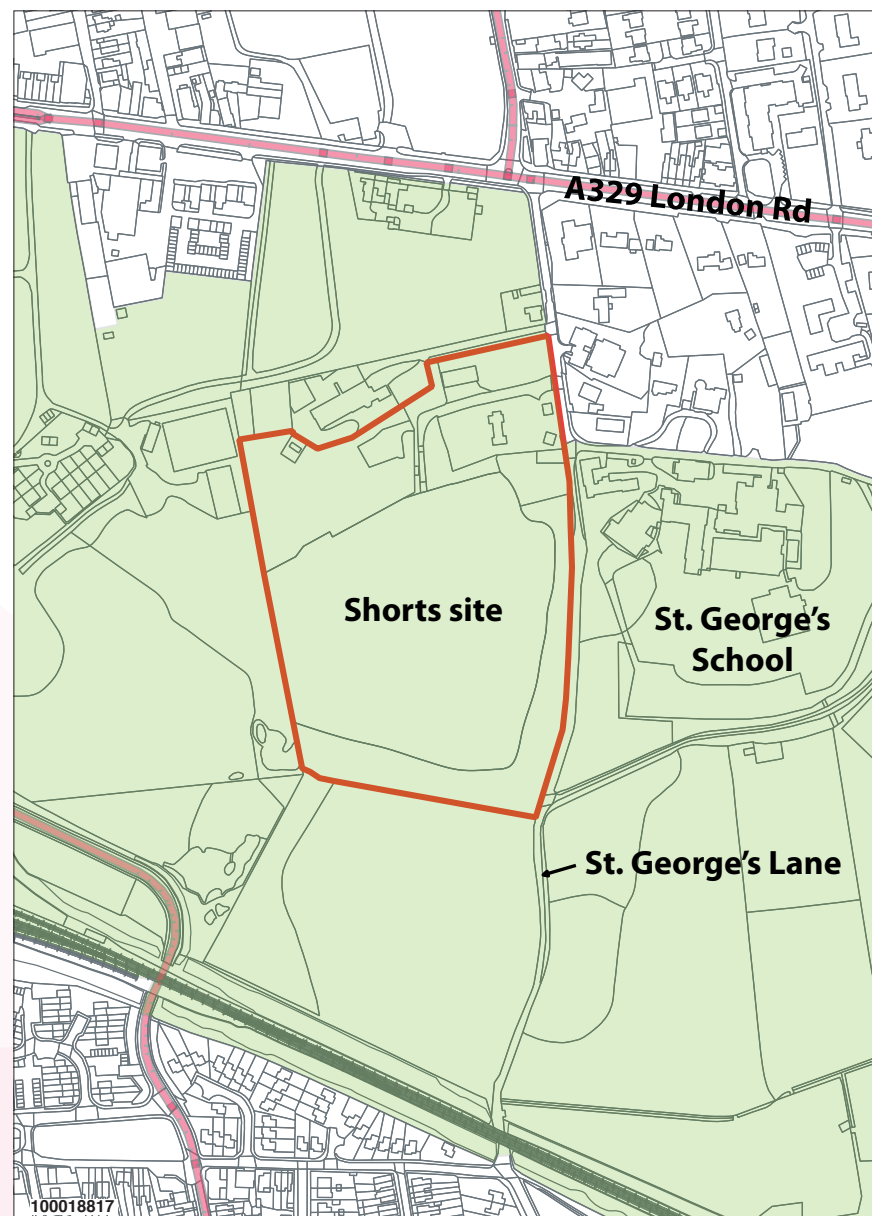 A329 London Rd
Shorts site
St. George's
School
St. George's Lane
100018817